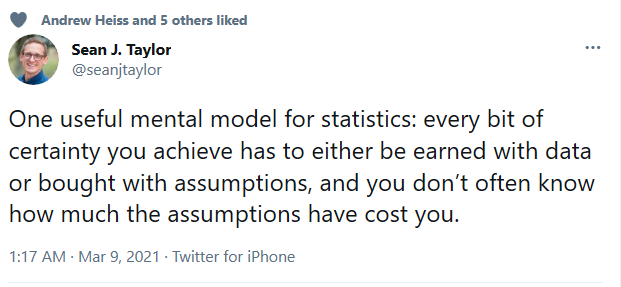 Andrew Heiss and 5 others liked
Sean J. Taylor
@seanjtaylor
One useful mental model for statistics: every bit of
certainty you achieve has to either be earned with data
or bought with assumptions, and you don’t often know
how much the assumptions have cost you.
1:17 AM · Mar 9, 2021 · Twitter for iPhone